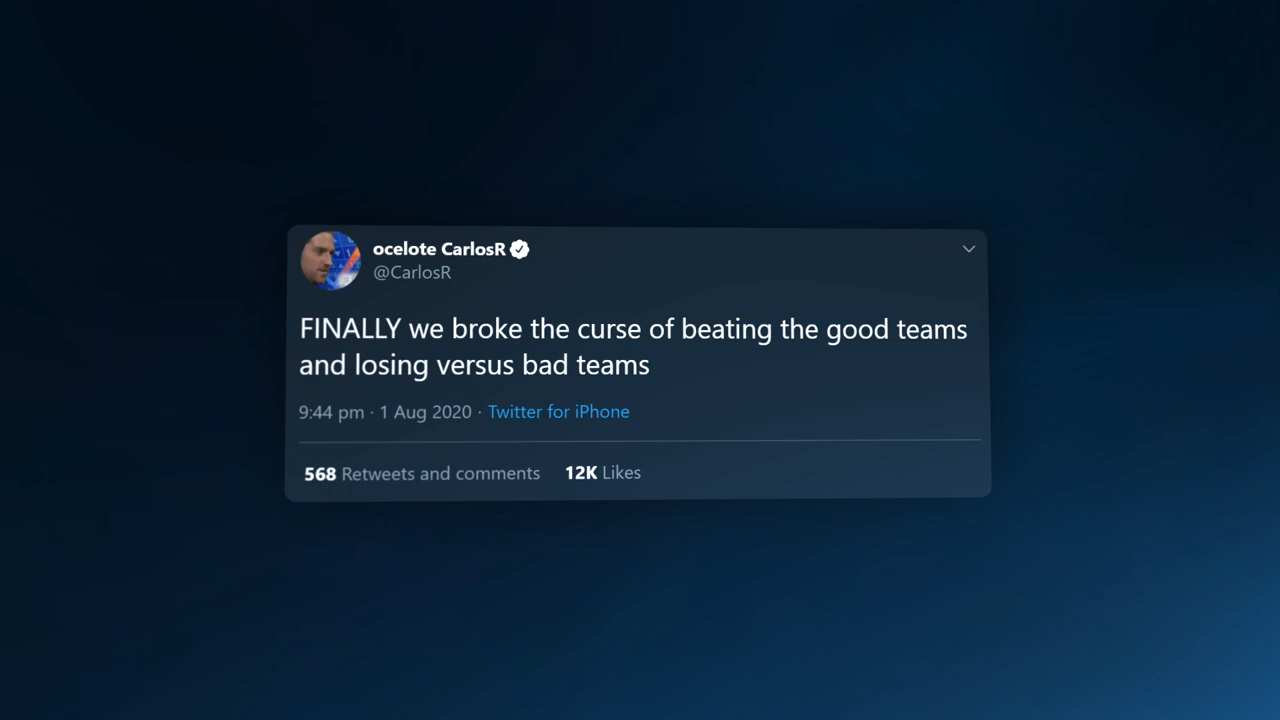 ocelote CarlosR
@CarlosR
FINALLY we broke the curse of beating the good teams
and losing versus bad teams
9:44 pm · 1 Aug 2020 · Twitter for iPhone
568 Retweets and comments 12K Likes